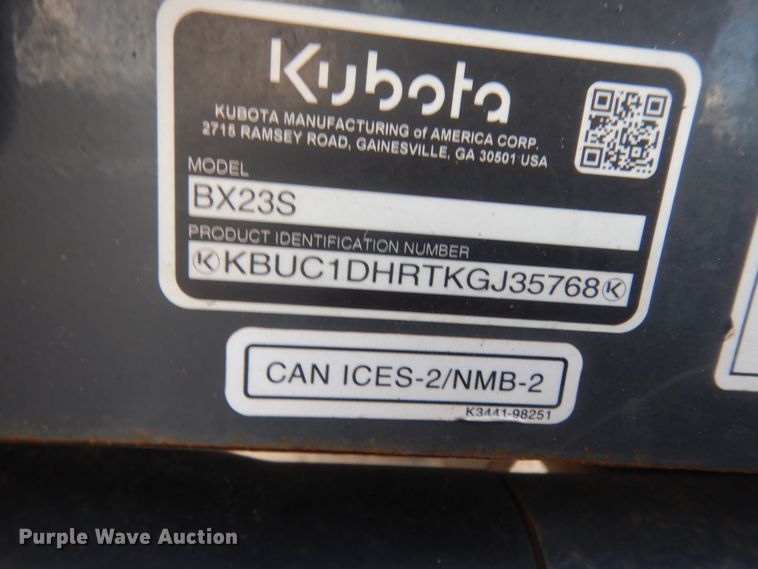 Kubota
KUBOTA MANUFACTURING of AMERICA CORP.
2715 RAMSEY ROAD, GAINESVILLE, GA 30501 USA
MODEL
BX23S
PRODUCT IDENTIFICATION NUMBER
K KBUC1DHRTKGJ35768 K
CAN ICES-2/NMB-2
K3441-98251
Purple Wave Auction